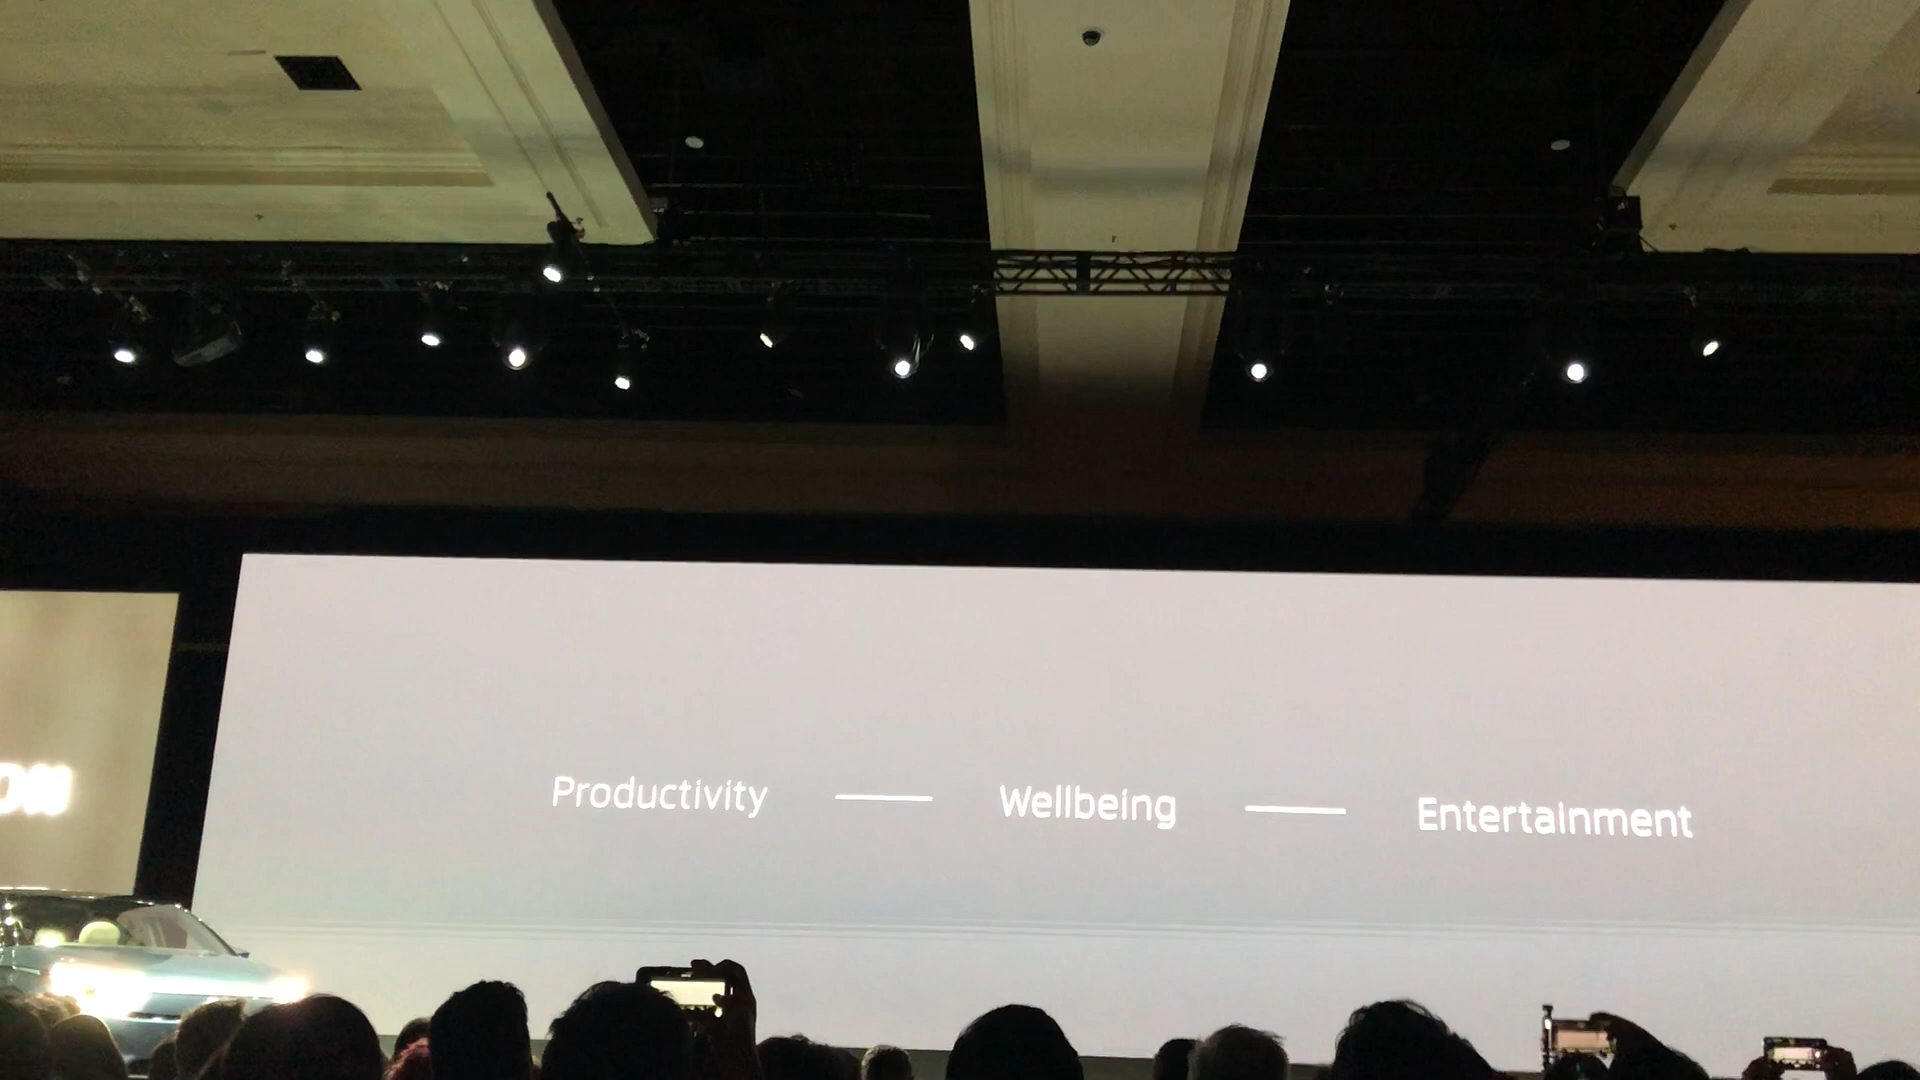 Productivity — Wellbeing — Entertainment